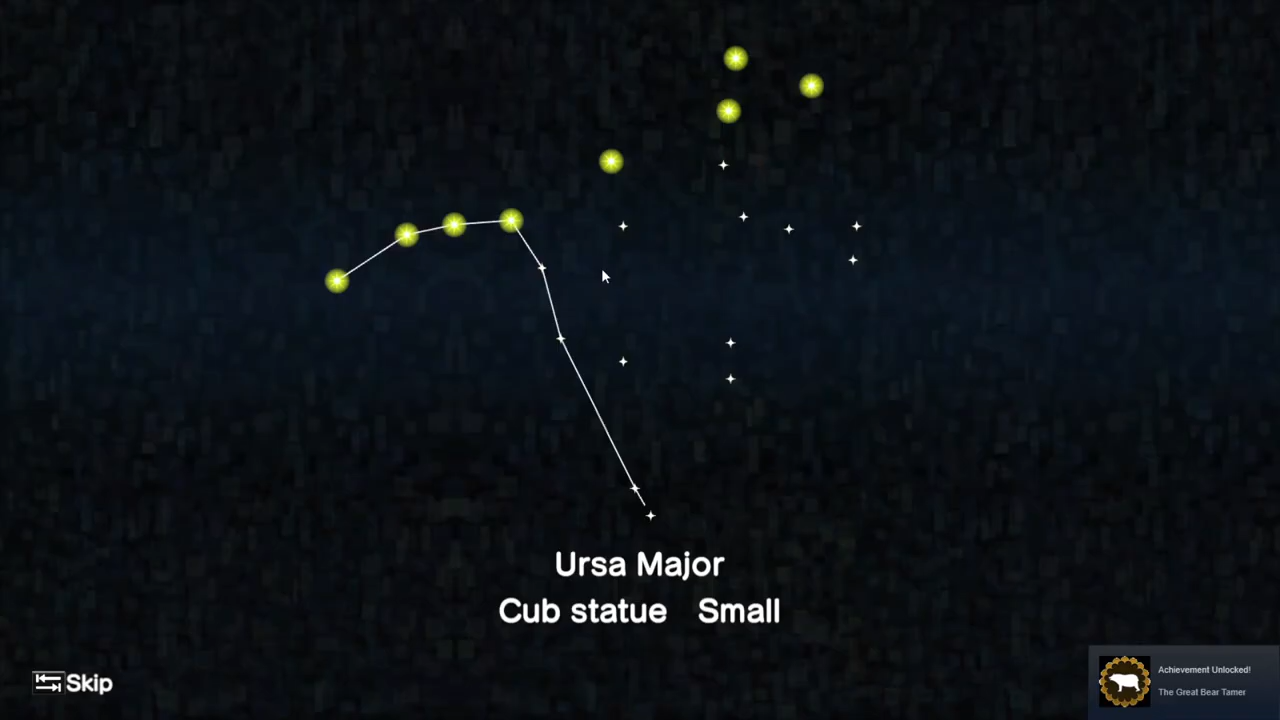 Ursa Major
Cub statue Small
Skip
Achievement Unlocked!
The Great Bear Tamer